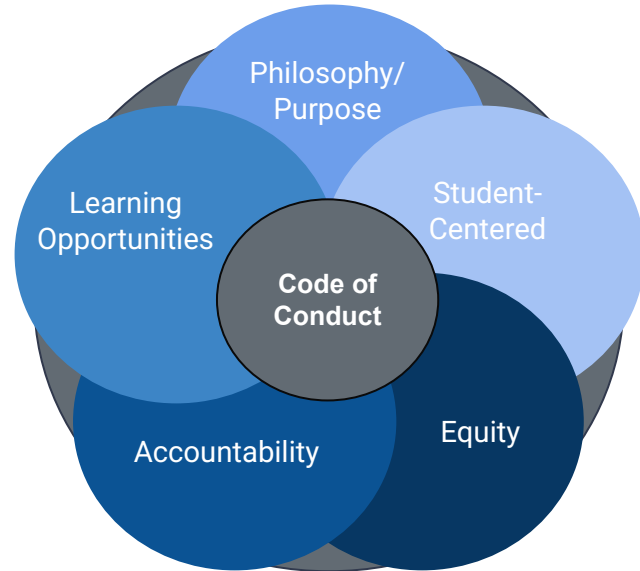 Philosophy/
Purpose
Student-
Centered
Learning
Opportunities
Code of
Conduct
Equity
Accountability